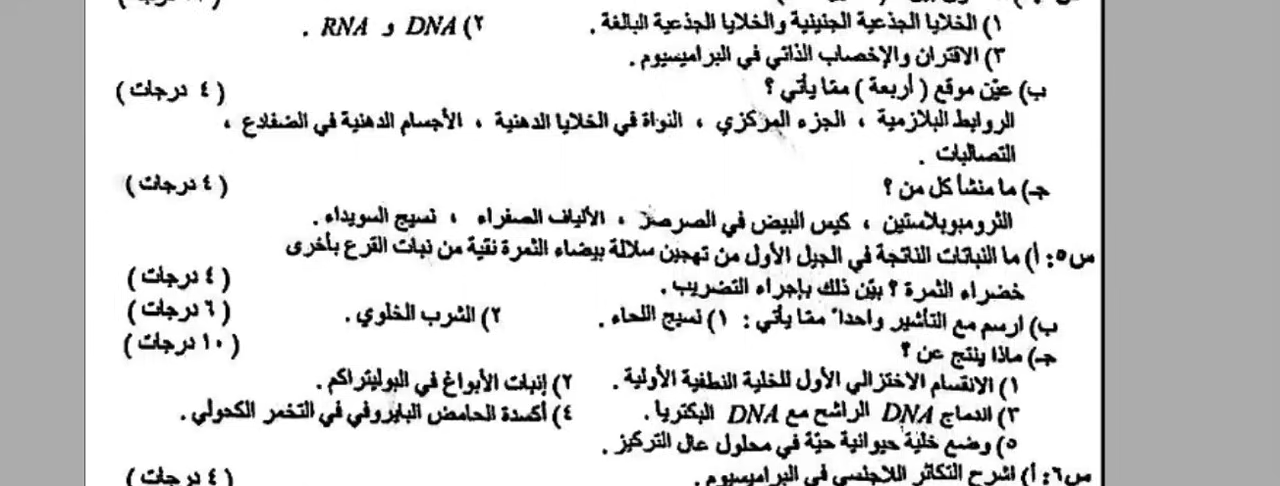 ١) الخلايا الجذعية الجنينية والخلايا الجذعية البالغة . ٢) DNA و RNA .
٣) الاقتران والإخصاب الذاتي في البراميسيوم .
ب) عيّن موقع ( أربعة ) ممّا يأتي ؟ ( ٤ درجات )
الروابط البلازمية ، الجزء المركزي ، النواة في الخلايا الدهنية ، الأجسام الدهنية في الضفادع ،
التصالبات .
جـ) ما منشأ كل من ؟ ( ٤ درجات )
الثرومبوبلاستين ، كيس البيض في الصرصر ، الألياف الصفراء ، نسيج السويداء .
س٥: أ) ما النباتات الناتجة في الجيل الأول من تهجين سلالة بيضاء الثمرة نقية من نبات القرع بأخرى
خضراء الثمرة ؟ بيّن ذلك بإجراء التضريب . ( ٤ درجات )
ب) ارسم مع التأشير واحداً ممّا يأتي : ١) نسيج اللحاء . ٢) الشرب الخلوي . ( ٦ درجات )
جـ) ماذا ينتج عن ؟ ( ١٠ درجات )
١) الانقسام الاختزالي الأول للخلية النطفية الأولية . ٢) إنبات الأبواغ في البوليتراكم .
٣) اندماج DNA الراشح مع DNA البكتريا . ٤) أكسدة الحامض البايروفي في التخمر الكحولي .
٥) وضع خلية حيوانية حيّة في محلول عال التركيز .
س٦: أ) اشرح التكاثر اللاجنسي في البراميسيوم . ( ٤ درجات )